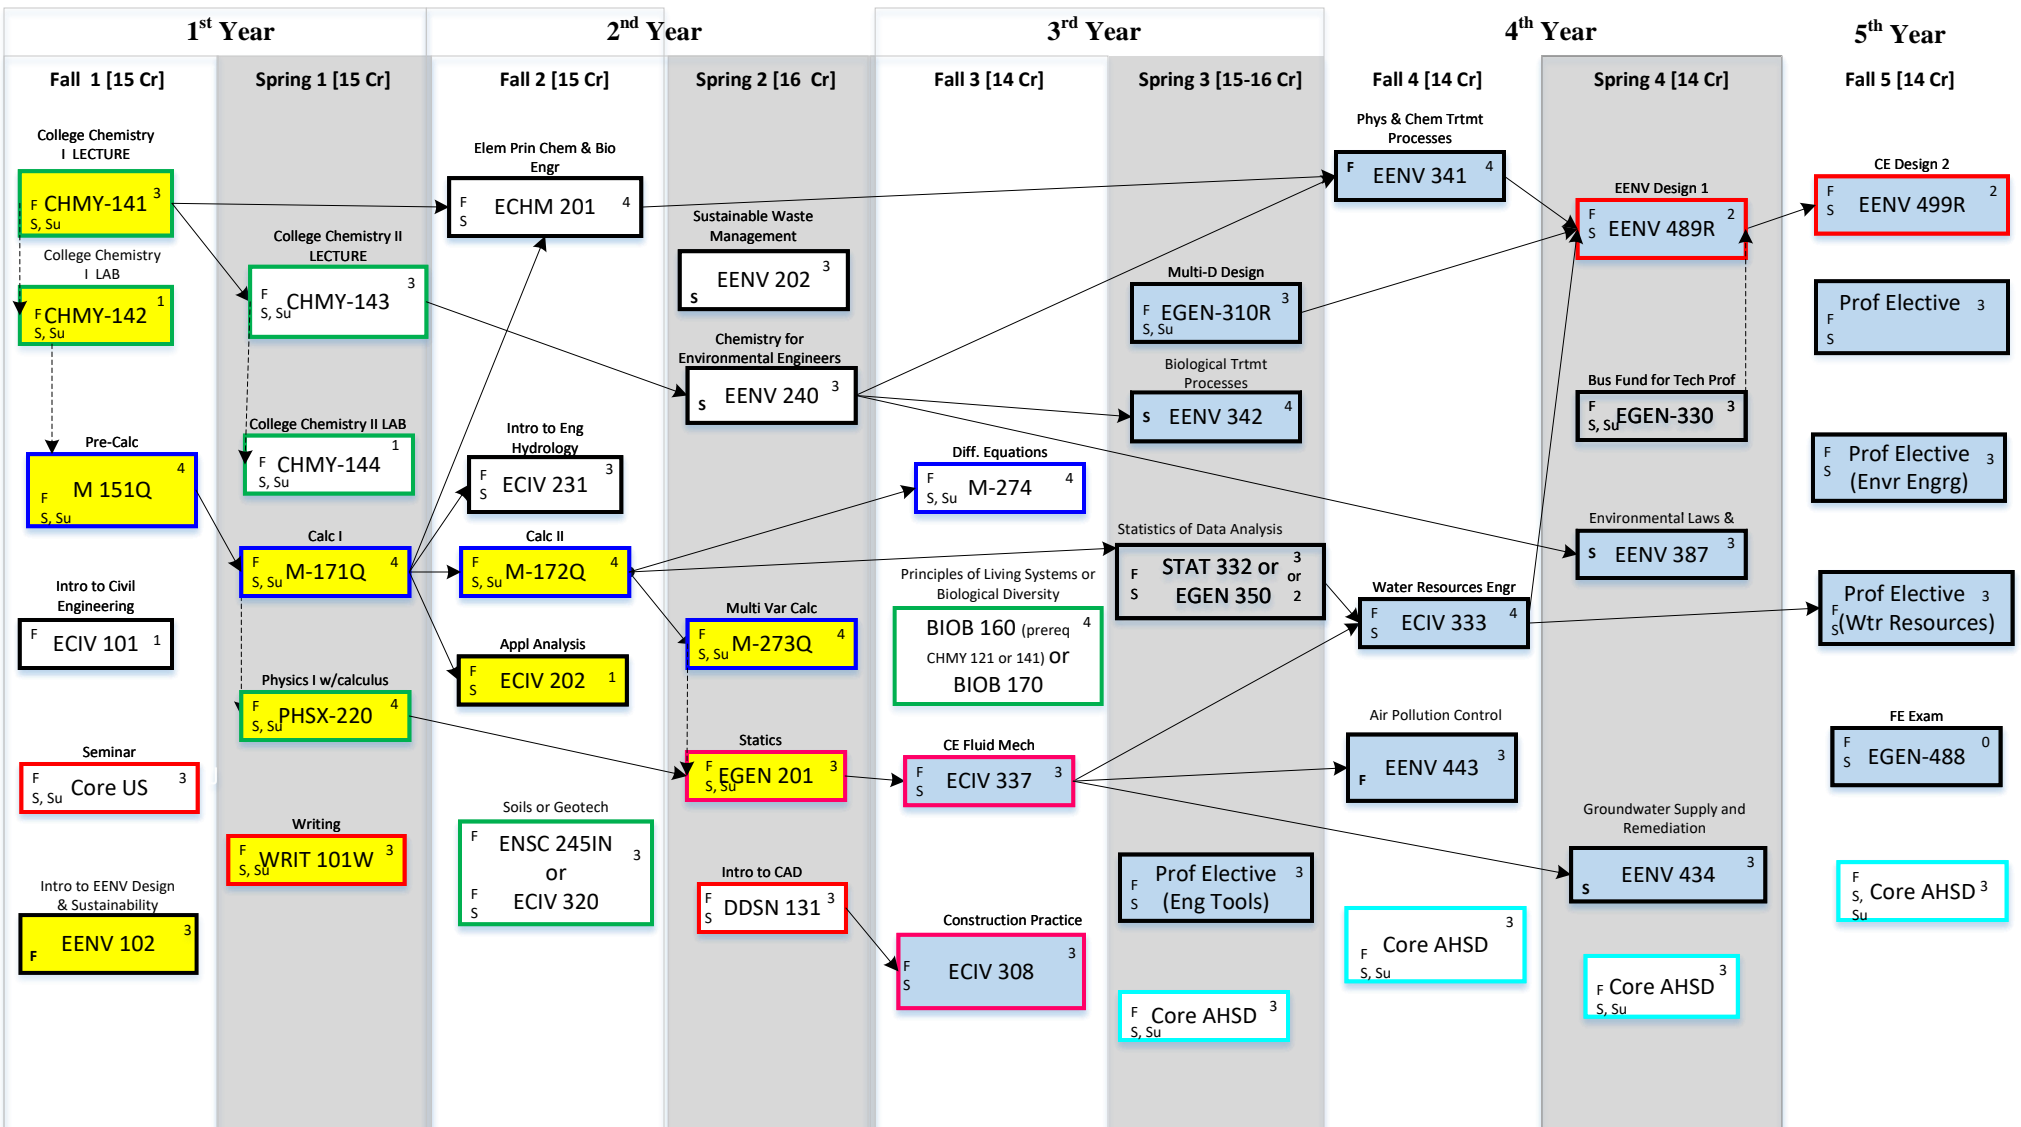 1st Year
2nd Year
3rd Year
4th Year
5th Year
Fall 1 [15 Cr]
Spring 1 [15 Cr]
Fall 2 [15 Cr]
Spring 2 [16 Cr]
Fall 3 [14 Cr]
Spring 3 [15-16 Cr]
Fall 4 [14 Cr]
Spring 4 [14 Cr]
Fall 5 [14 Cr]
College Chemistry
I LECTURE
CHMY-141 3
F
S, Su
College Chemistry
I LAB
CHMY-142 1
F
S, Su
Pre-Calc
M 151Q 4
F
S, Su
Intro to Civil
Engineering
F ECIV 101 1
Seminar
F
S, Su Core US 3
Intro to EENV Design
& Sustainability
EENV 102 3
F
College Chemistry II
LECTURE
F
S, Su CHMY-143 3
College Chemistry II LAB
F
S, Su CHMY-144 1
Calc I
F
S, Su M-171Q 4
Physics I w/calculus
F
S, Su PHSX-220 4
Writing
F
S, Su WRIT 101W 3
Elem Prin Chem & Bio
Engr
F
S ECHM 201 4
Intro to Eng
Hydrology
F
S ECIV 231 3
Calc II
F
S, Su M-172Q 4
Appl Analysis
F
S ECIV 202 1
Soils or Geotech
F ENSC 245IN
or 3
F
S ECIV 320
Sustainable Waste
Management
EENV 202 3
S
Chemistry for
Environmental Engineers
S EENV 240 3
Multi Var Calc
F
S, Su M-273Q 4
Statics
F
S, Su EGEN 201 3
Intro to CAD
F
S DDSN 131 3
Diff. Equations
F
S, Su M-274 4
Principles of Living Systems or
Biological Diversity
BIOB 160 (prereq 4
CHMY 121 or 141) or
BIOB 170
CE Fluid Mech
F
S ECIV 337 3
Construction Practice
F
S ECIV 308 3
Multi-D Design
F
S, Su EGEN-310R 3
Biological Trtmt
Processes
S EENV 342 4
Statistics of Data Analysis
F STAT 332 or 3
or
S EGEN 350 2
F
S
Prof Elective 3
(Eng Tools)
F
S, Su Core AHSD 3
Phys & Chem Trtmt
Processes
F EENV 341 4
Water Resources Engr
F
S ECIV 333 4
Air Pollution Control
EENV 443 3
F
Core AHSD 3
F
S, Su
EENV Design 1
F
S EENV 489R 2
Bus Fund for Tech Prof
F
S, Su EGEN-330 3
Environmental Laws &
S EENV 387 3
Groundwater Supply and
Remediation
EENV 434 3
S
Core AHSD 3
F
S, Su
CE Design 2
F
S EENV 499R 2
Prof Elective 3
F
S
F
S
Prof Elective 3
(Envr Engrg)
Prof Elective 3
F
S (Wtr Resources)
FE Exam
F
S EGEN-488 0
F
S,
Su
Core AHSD 3